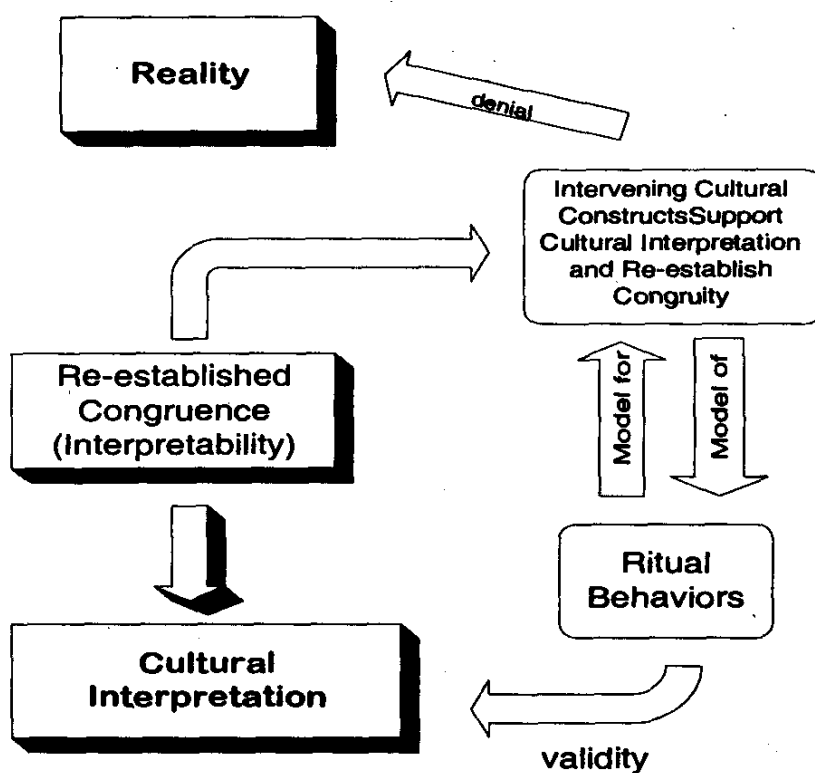 Reality
denial
Intervening Cultural
ConstructsSupport
Cultural Interpretation
and Re-establish
Congruity
Re-established
Congruence
(Interpretability)
Model for
Model of
Ritual
Behaviors
Cultural
Interpretation
validity